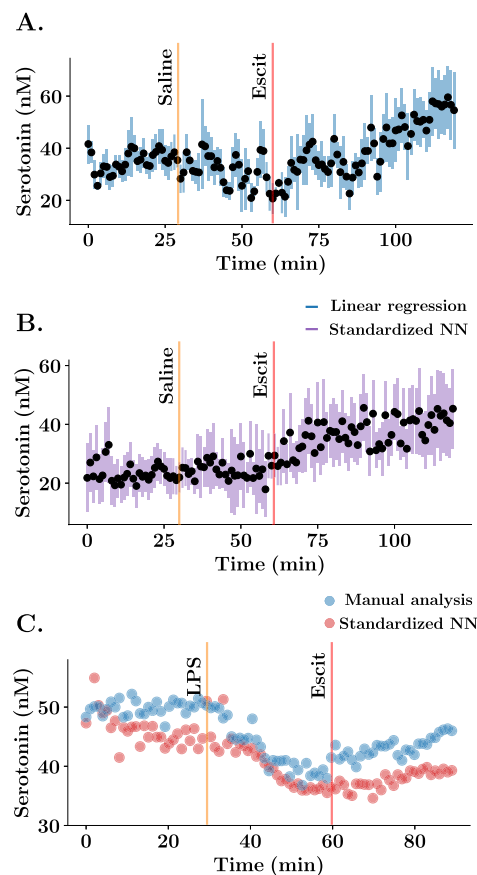 A.
Saline
Escit
60
40
20
Serotonin (nM)
0 25 50 75 100
Time (min)
Linear regression
Standardized NN
B.
Saline
Escit
60
40
20
Serotonin (nM)
0 25 50 75 100
Time (min)
Manual analysis
Standardized NN
C.
LPS
Escit
50
40
30
Serotonin (nM)
0 20 40 60 80
Time (min)